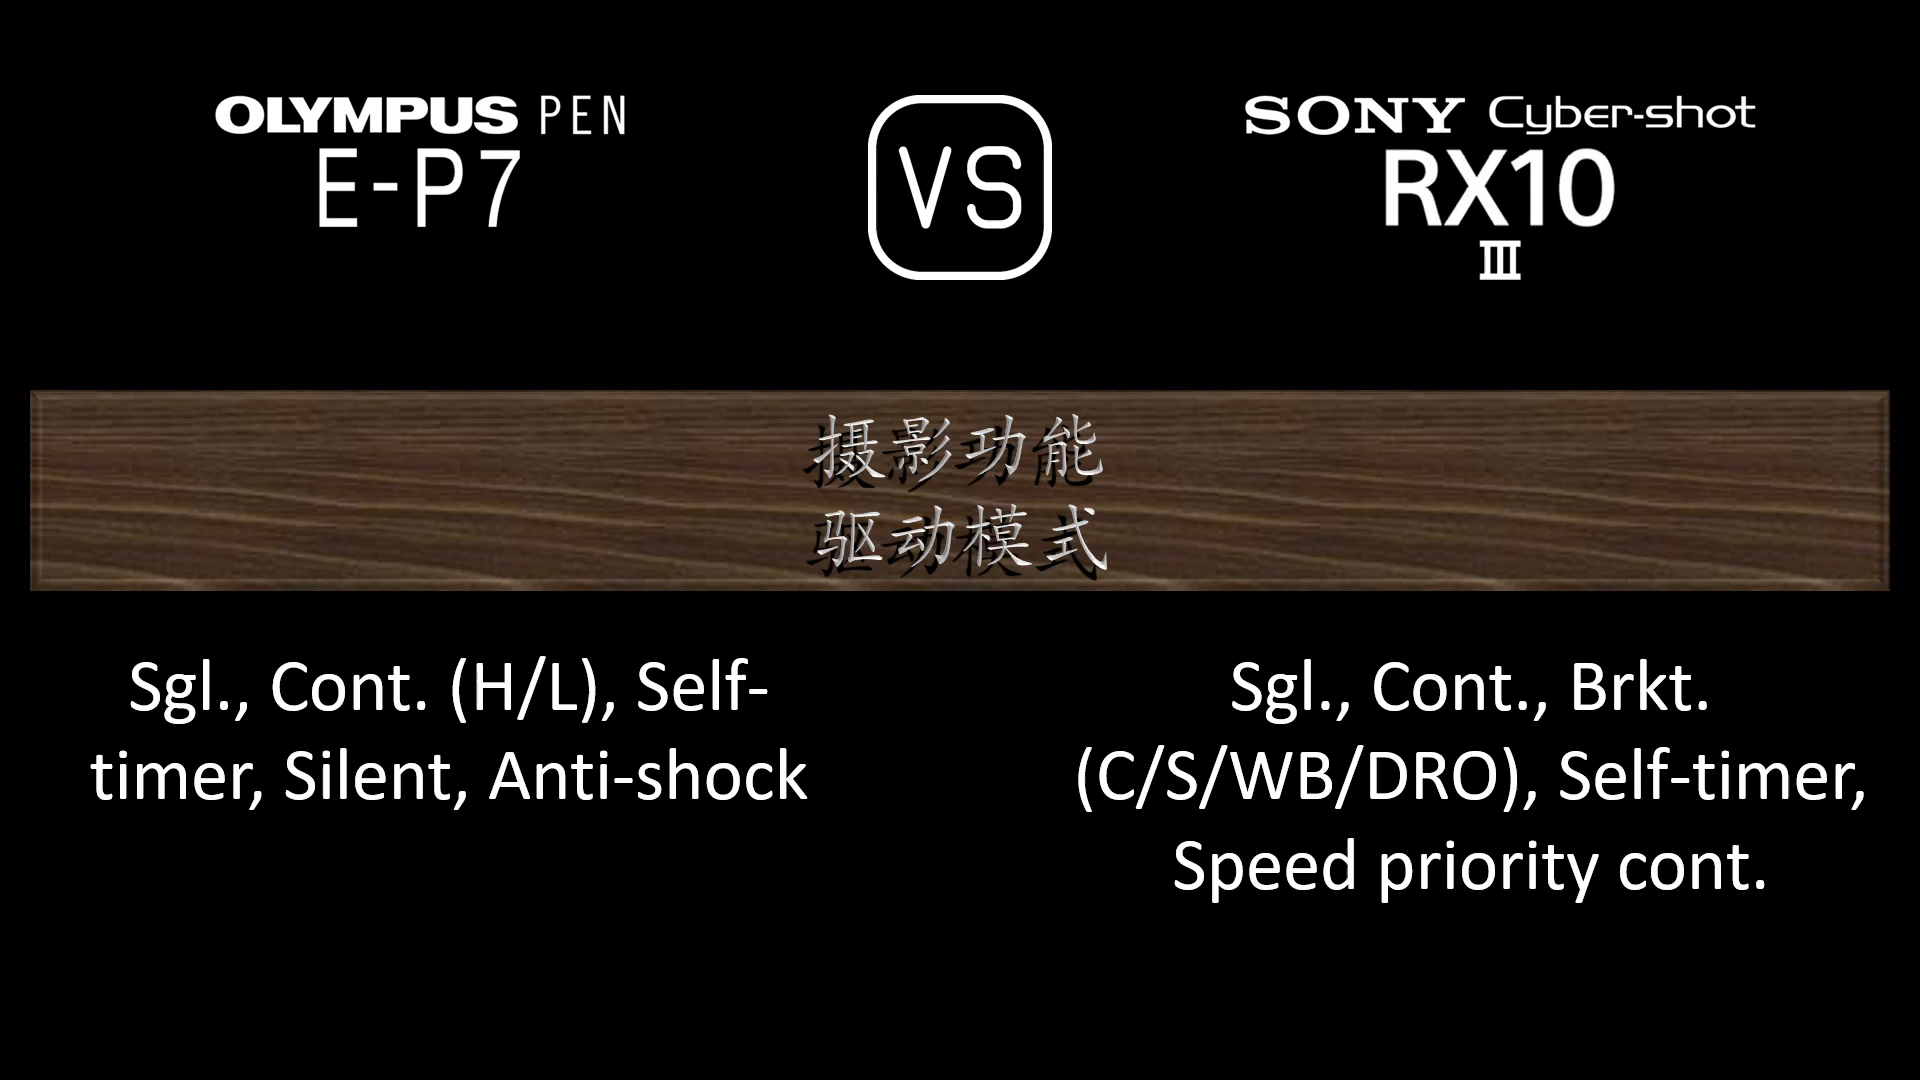 OLYMPUS PEN
E-P7
VS
SONY Cyber-shot
RX10
III
摄影功能
驱动模式
Sgl., Cont. (H/L), Self-
timer, Silent, Anti-shock
Sgl., Cont., Brkt.
(C/S/WB/DRO), Self-timer,
Speed priority cont.